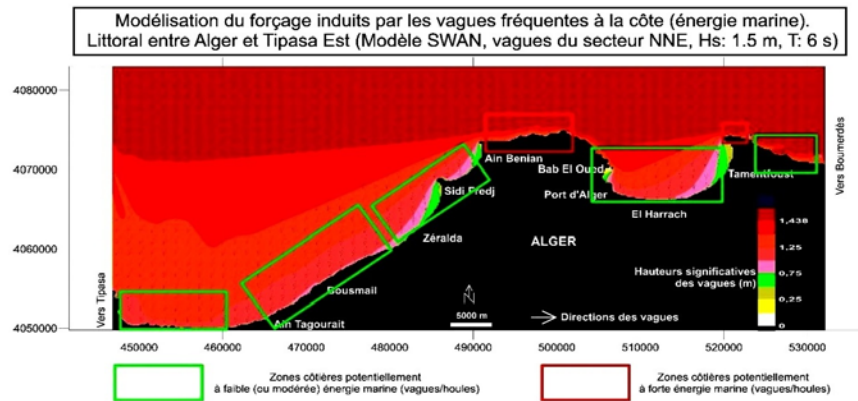 Modélisation du forçage induits par les vagues fréquentes à la côte (énergie marine).
Littoral entre Alger et Tipasa Est (Modèle SWAN, vagues du secteur NNE, Hs: 1.5 m, T: 6 s)
4080000
4070000
4060000
4050000
Vers Tipasa
Vers Boumerdés
Ain Benian
Bab El Oued
Port d'Alger
Tamentfoust
Sidi Fredj
El Harrach
Zéralda
ALGER
Bousmail
Ain Tagourait
Hauteurs significatives
des vagues (m)
1,438
1,25
0,75
0,25
0
N
5000 m
Directions des vagues
450000 460000 470000 480000 490000 500000 510000 520000 530000
Zones côtières potentiellement
à faible (ou modérée) énergie marine (vagues/houles)
Zones côtières potentiellement
à forte énergie marine (vagues/houles)